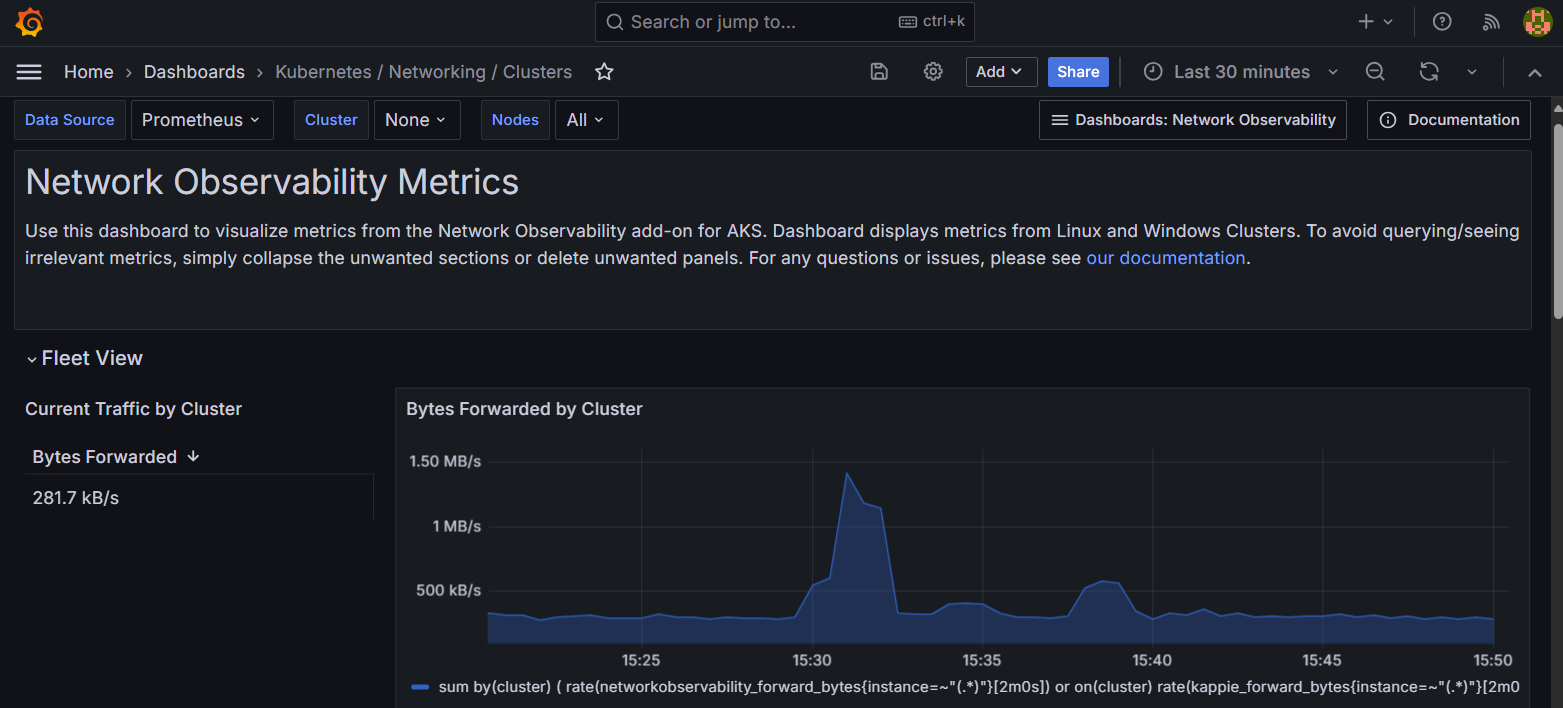 Search or jump to... ctrl+k
Home › Dashboards › Kubernetes / Networking / Clusters Add Share Last 30 minutes
Data Source Prometheus Cluster None Nodes All Dashboards: Network Observability Documentation
Network Observability Metrics
Use this dashboard to visualize metrics from the Network Observability add-on for AKS. Dashboard displays metrics from Linux and Windows Clusters. To avoid querying/seeing
irrelevant metrics, simply collapse the unwanted sections or delete unwanted panels. For any questions or issues, please see our documentation.
Fleet View
Current Traffic by Cluster
Bytes Forwarded ↓
281.7 kB/s
Bytes Forwarded by Cluster
1.50 MB/s
1 MB/s
500 kB/s
15:25 15:30 15:35 15:40 15:45 15:50
sum by(cluster) ( rate(networkobservability_forward_bytes{instance=~"(.*)"}[2m0s]) or on(cluster) rate(kappie_forward_bytes{instance=~"(.*)"}[2m0